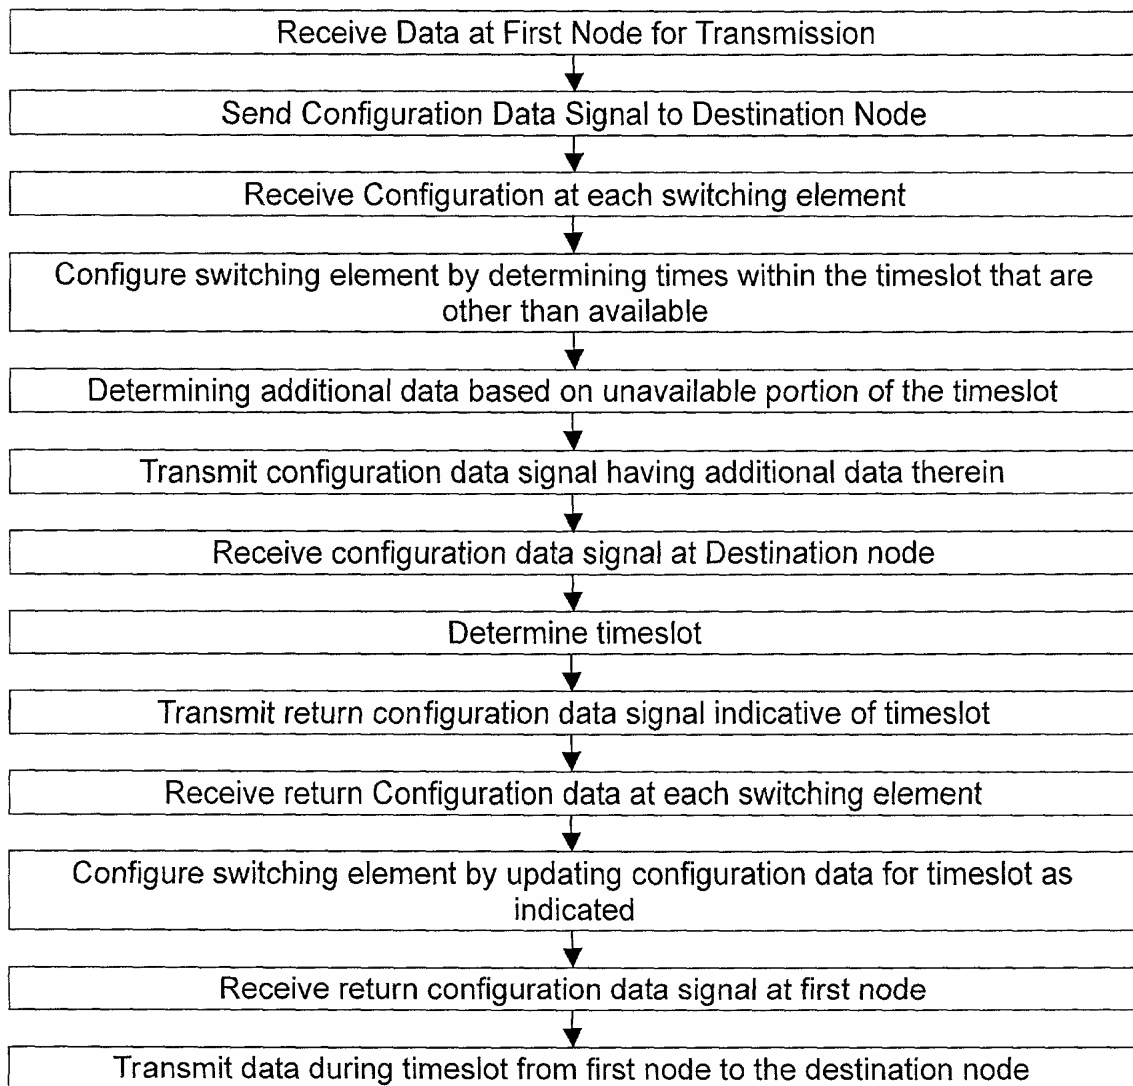 Receive Data at First Node for Transmission
Send Configuration Data Signal to Destination Node
Receive Configuration at each switching element
Configure switching element by determining times within the timeslot that are
other than available
Determining additional data based on unavailable portion of the timeslot
Transmit configuration data signal having additional data therein
Receive configuration data signal at Destination node
Determine timeslot
Transmit return configuration data signal indicative of timeslot
Receive return Configuration data at each switching element
Configure switching element by updating configuration data for timeslot as
indicated
Receive return configuration data signal at first node
Transmit data during timeslot from first node to the destination node